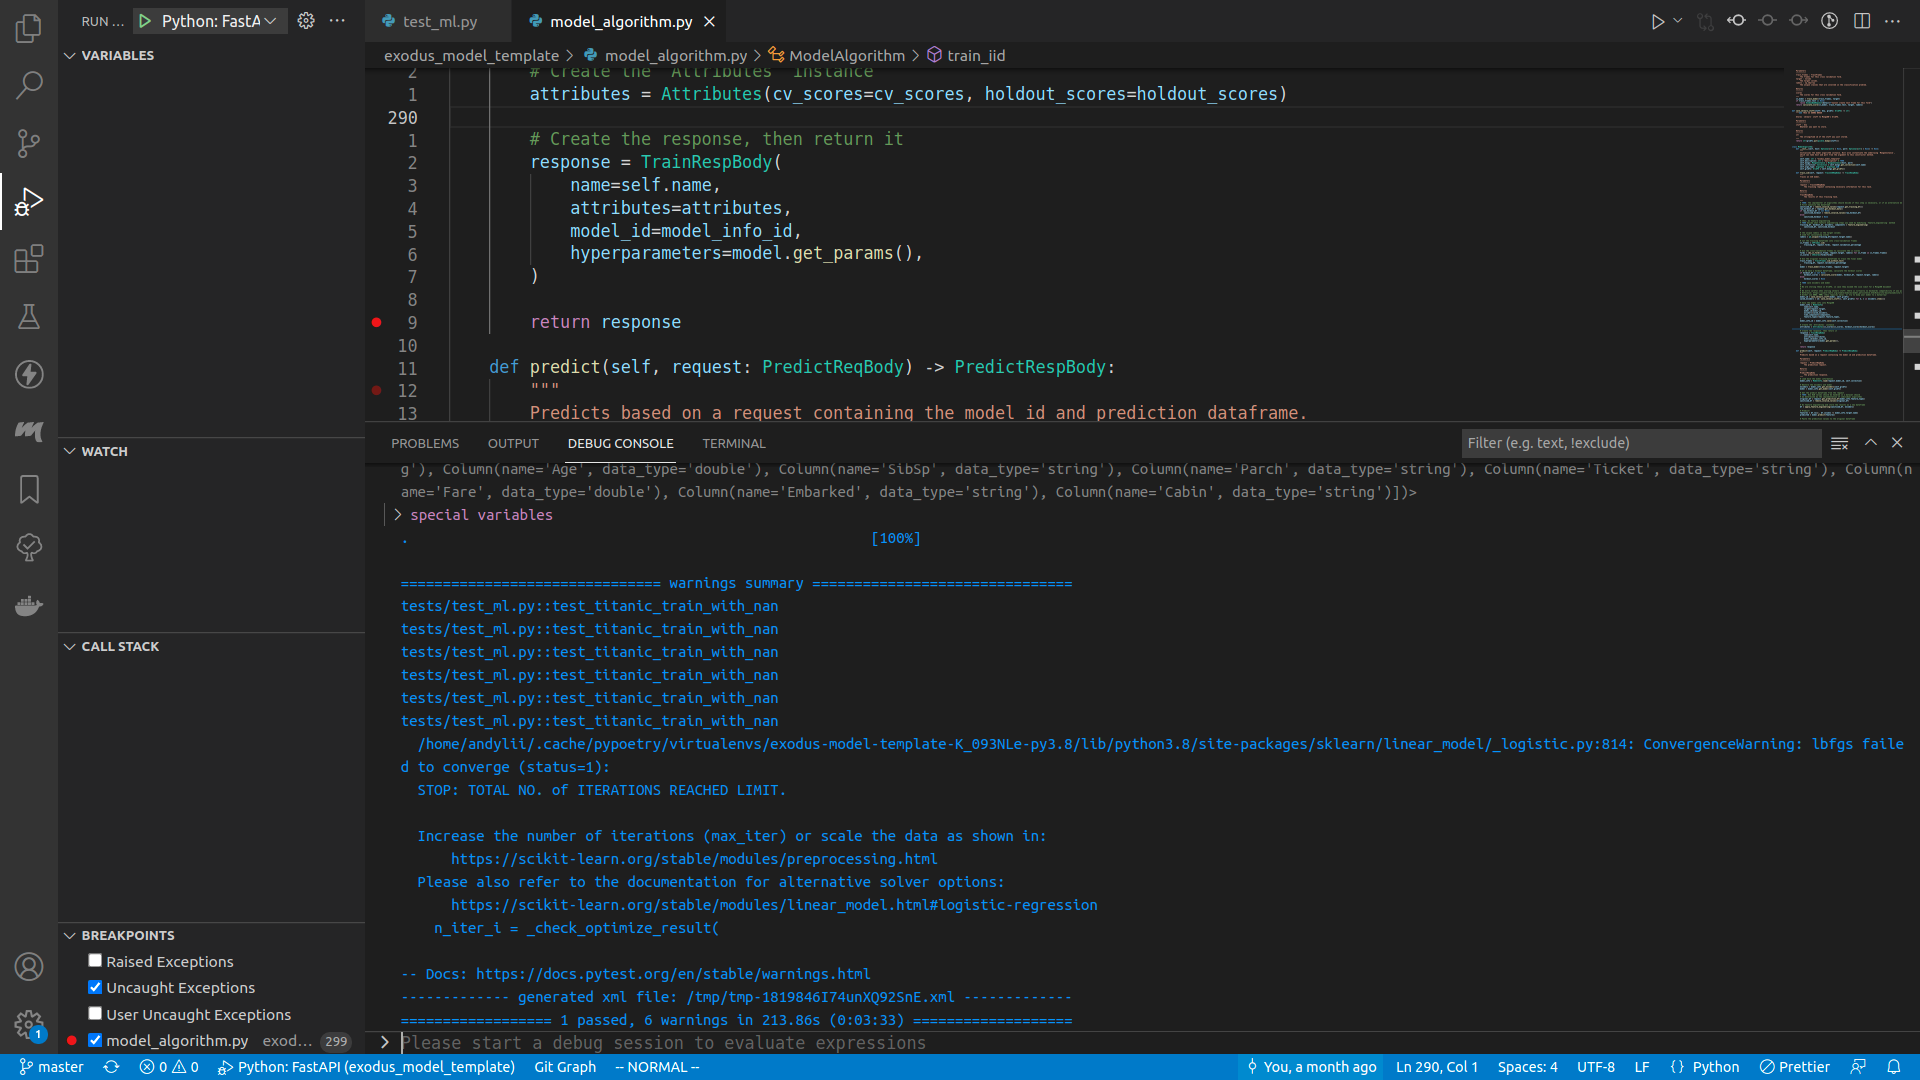 RUN ... Python: FastA
test_ml.py model_algorithm.py
VARIABLES
exodus_model_template > model_algorithm.py > ModelAlgorithm > train_iid
2 # Create the `Attributes` instance
1 attributes = Attributes(cv_scores=cv_scores, holdout_scores=holdout_scores)
290
1 # Create the response, then return it
2 response = TrainRespBody(
3 name=self.name,
4 attributes=attributes,
5 model_id=model_info_id,
6 hyperparameters=model.get_params(),
7 )
8
9 return response
10
11 def predict(self, request: PredictReqBody) -> PredictRespBody:
12 """
13 Predicts based on a request containing the model id and prediction dataframe.
WATCH
CALL STACK
BREAKPOINTS
Raised Exceptions
Uncaught Exceptions
User Uncaught Exceptions
model_algorithm.py exod... 299
1
PROBLEMS OUTPUT DEBUG CONSOLE TERMINAL Filter (e.g. text, !exclude)
g'), Column(name='Age', data_type='double'), Column(name='SibSp', data_type='string'), Column(name='Parch', data_type='string'), Column(name='Ticket', data_type='string'), Column(n
ame='Fare', data_type='double'), Column(name='Embarked', data_type='string'), Column(name='Cabin', data_type='string')])>
> special variables
. [100%]
=============================== warnings summary ===============================
tests/test_ml.py::test_titanic_train_with_nan
tests/test_ml.py::test_titanic_train_with_nan
tests/test_ml.py::test_titanic_train_with_nan
tests/test_ml.py::test_titanic_train_with_nan
tests/test_ml.py::test_titanic_train_with_nan
tests/test_ml.py::test_titanic_train_with_nan
/home/andylii/.cache/pypoetry/virtualenvs/exodus-model-template-K_093NLe-py3.8/lib/python3.8/site-packages/sklearn/linear_model/_logistic.py:814: ConvergenceWarning: lbfgs faile
d to converge (status=1):
STOP: TOTAL NO. of ITERATIONS REACHED LIMIT.
Increase the number of iterations (max_iter) or scale the data as shown in:
https://scikit-learn.org/stable/modules/preprocessing.html
Please also refer to the documentation for alternative solver options:
https://scikit-learn.org/stable/modules/linear_model.html#logistic-regression
n_iter_i = _check_optimize_result(
-- Docs: https://docs.pytest.org/en/stable/warnings.html
------------- generated xml file: /tmp/tmp-1819846I74unXQ92SnE.xml -------------
================== 1 passed, 6 warnings in 213.86s (0:03:33) ===================
> Please start a debug session to evaluate expressions
master 0 0 Python: FastAPI (exodus_model_template) Git Graph -- NORMAL -- You, a month ago Ln 290, Col 1 Spaces: 4 UTF-8 LF {} Python Prettier